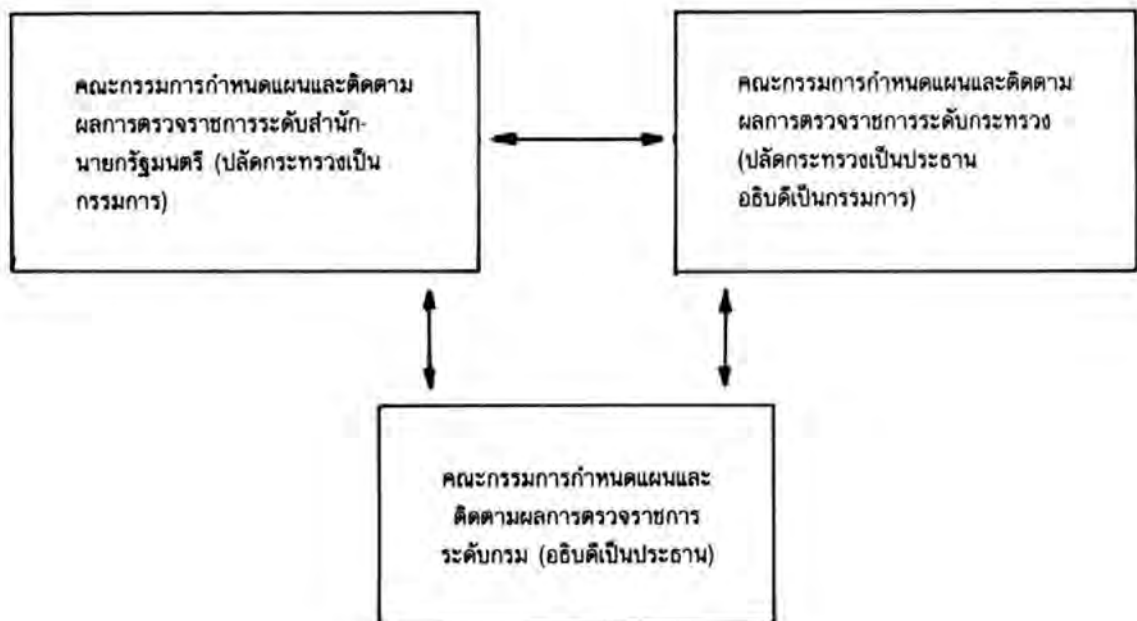 คณะกรรมการกำหนดแผนและติดตาม
ผลการตรวจราชการระดับสำนัก-
นายกรัฐมนตรี (ปลัดกระทรวงเป็น
กรรมการ)
คณะกรรมการกำหนดแผนและติดตาม
ผลการตรวจราชการระดับกระทรวง
(ปลัดกระทรวงเป็นประธาน
อธิบดีเป็นกรรมการ)
คณะกรรมการกำหนดแผนและ
ติดตามผลการตรวจราชการ
ระดับกรม (อธิบดีเป็นประธาน)